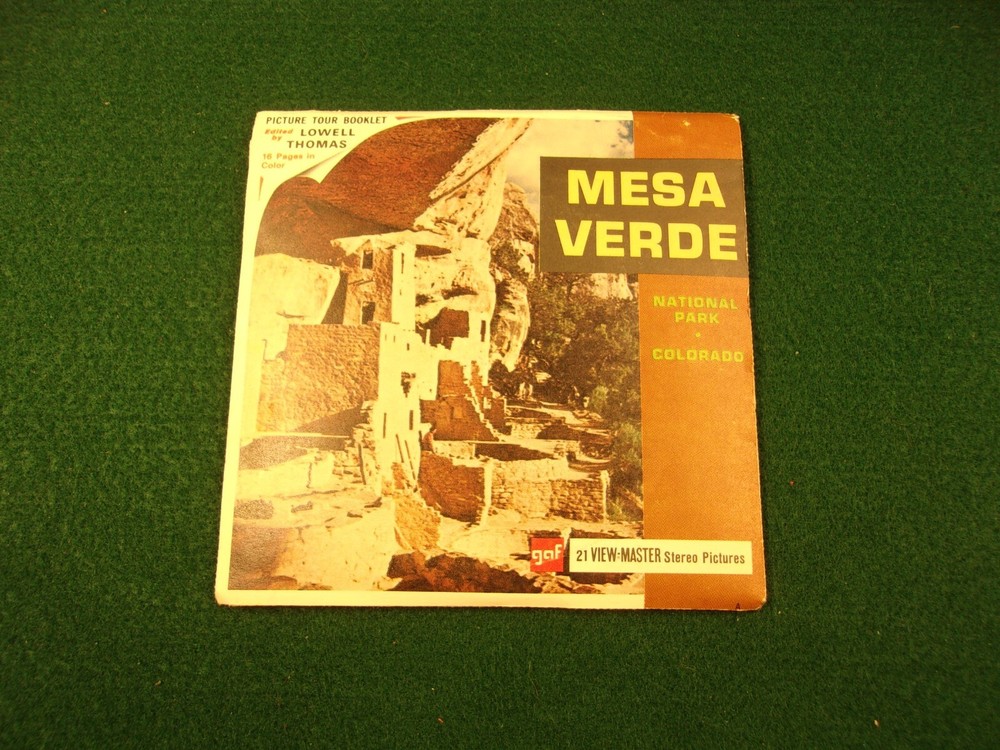 PICTURE TOUR BOOKLET
Edited by LOWELL THOMAS
16 Pages in
Color
MESA
VERDE
NATIONAL
PARK
•
COLORADO
gaf
21 VIEW-MASTER Stereo Pictures
A